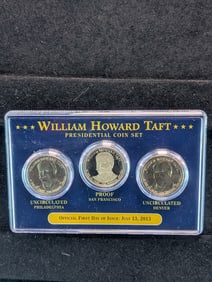 WILLIAM HOWARD TAFT
PRESIDENTIAL COIN SET
UNCIRCULATED
PHILADELPHIA
PROOF
SAN FRANCISCO
UNCIRCULATED
DENVER
OFFICIAL FIRST DAY OF ISSUE: JULY 15, 2013